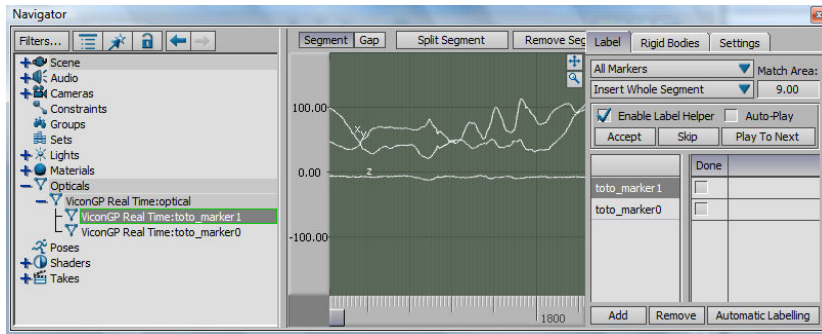 Navigator
Filters...
Scene
Audio
Cameras
Constraints
Groups
Sets
Lights
Materials
Opticals
ViconGP Real Time:optical
ViconGP Real Time:toto_marker1
ViconGP Real Time:toto_marker0
Poses
Shaders
Takes
Segment Gap Split Segment Remove Seg
100.00
0.00
-100.00
X Y
Z
1800
Label Rigid Bodies Settings
All Markers Match Area:
Insert Whole Segment 9.00
Enable Label Helper Auto-Play
Accept Skip Play To Next
Done
toto_marker1
toto_marker0
Add Remove Automatic Labelling